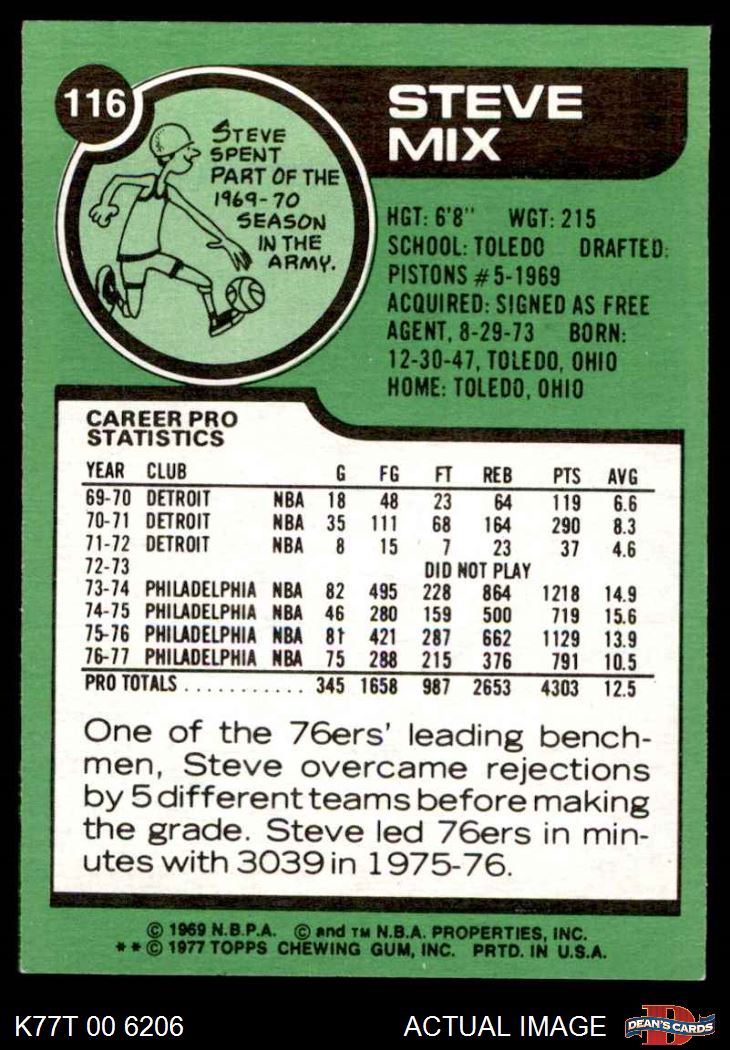 116
STEVE
MIX
STEVE
SPENT
PART OF THE
1969-70
SEASON
IN THE
ARMY.
HGT: 6'8" WGT: 215
SCHOOL: TOLEDO DRAFTED:
PISTONS #5-1969
ACQUIRED: SIGNED AS FREE
AGENT, 8-29-73 BORN:
12-30-47, TOLEDO, OHIO
HOME: TOLEDO, OHIO
CAREER PRO
STATISTICS
YEAR CLUB G FG FT REB PTS AVG
69-70 DETROIT NBA 18 48 23 64 119 6.6
70-71 DETROIT NBA 35 111 68 164 290 8.3
71-72 DETROIT NBA 8 15 7 23 37 4.6
72-73 DID NOT PLAY
73-74 PHILADELPHIA NBA 82 495 228 864 1218 14.9
74-75 PHILADELPHIA NBA 46 280 159 500 719 15.6
75-76 PHILADELPHIA NBA 81 421 287 662 1129 13.9
76-77 PHILADELPHIA NBA 75 288 215 376 791 10.5
PRO TOTALS ........... 345 1658 987 2653 4303 12.5
One of the 76ers' leading bench-
men, Steve overcame rejections
by 5 different teams before making
the grade. Steve led 76ers in min-
utes with 3039 in 1975-76.
© 1969 N.B.P.A. © and TM N.B.A. PROPERTIES, INC.
**© 1977 TOPPS CHEWING GUM, INC. PRTD. IN U.S.A.
K77T 00 6206 ACTUAL IMAGE
D
DEAN'S CARDS